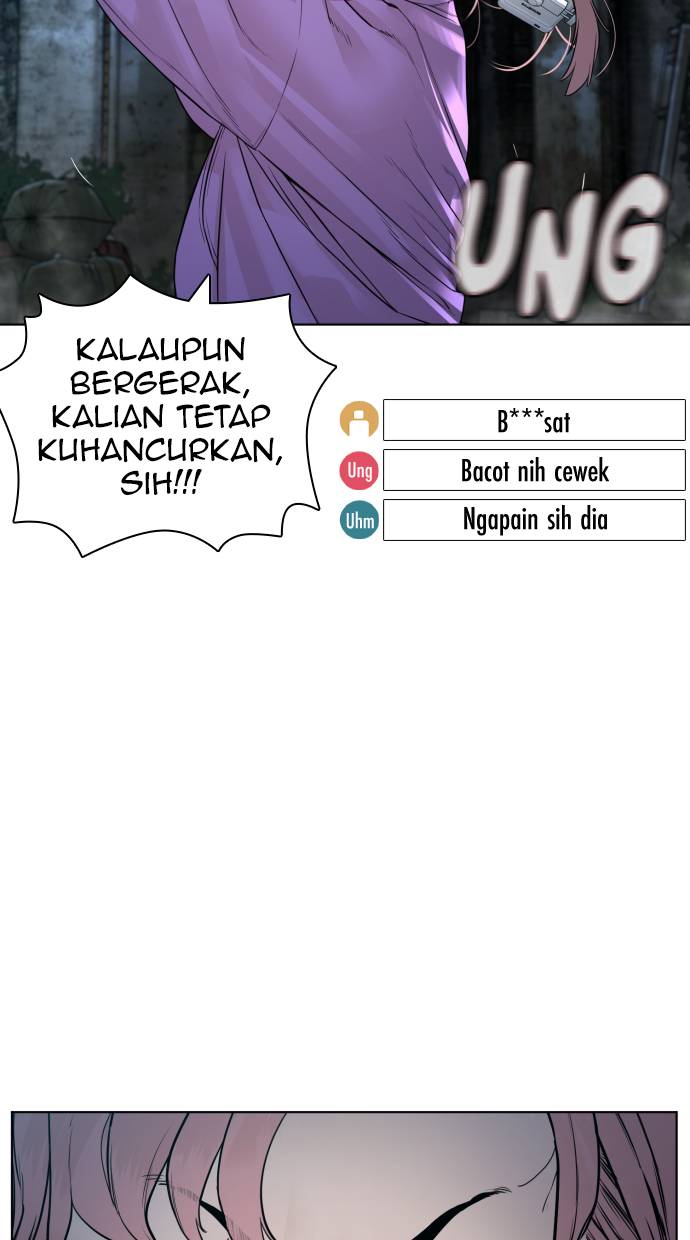 UNG
KALAUPUN
BERGERAK,
KALIAN TETAP
KUHANCURKAN,
SIH!!!
B***sat
Ung Bacot nih cewek
Uhm Ngapain sih dia